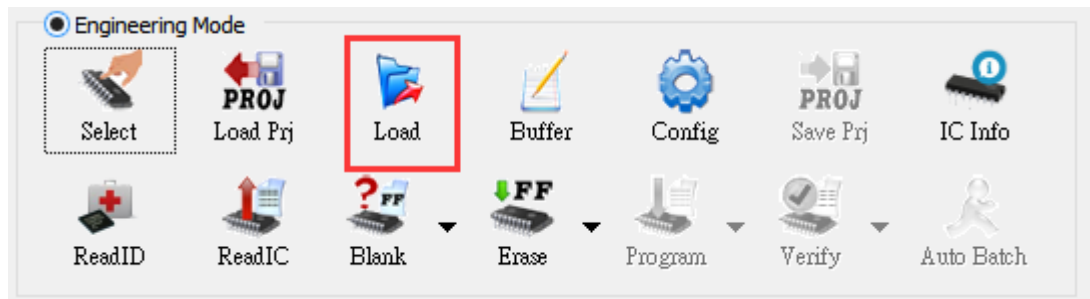 Engineering Mode
PROJ
PROJ
Select Load Prj Load Buffer Config Save Prj IC Info
? FF
FF
ReadID ReadIC Blank Erase Program Verify Auto Batch